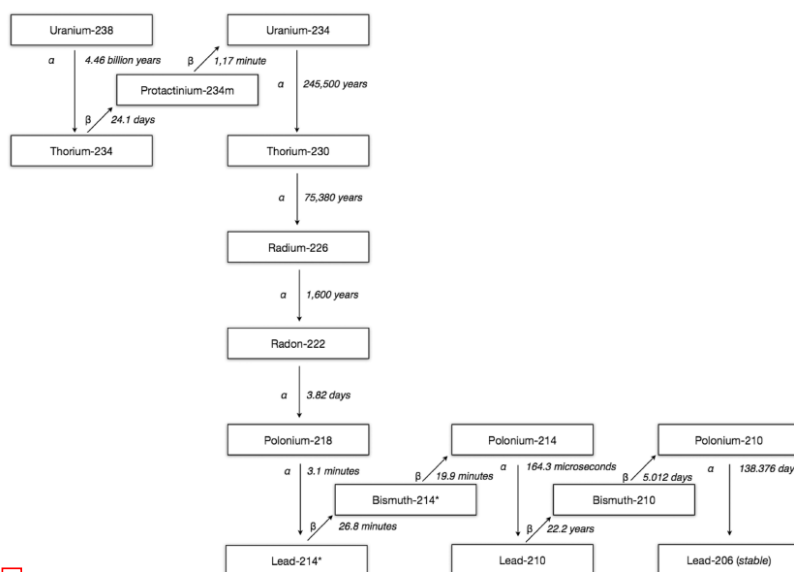 Uranium-238
Uranium-234
α 4.46 billion years
β 1,17 minute
Protactinium-234m
α 245,500 years
β 24.1 days
Thorium-234
Thorium-230
α 75,380 years
Radium-226
α 1,600 years
Radon-222
α 3.82 days
Polonium-218
Polonium-214
Polonium-210
α 3.1 minutes
β 19.9 minutes
α 164.3 microseconds
β 5.012 days
α 138.376 day
Bismuth-214*
Bismuth-210
β 26.8 minutes
β 22.2 years
Lead-214*
Lead-210
Lead-206 (stable)